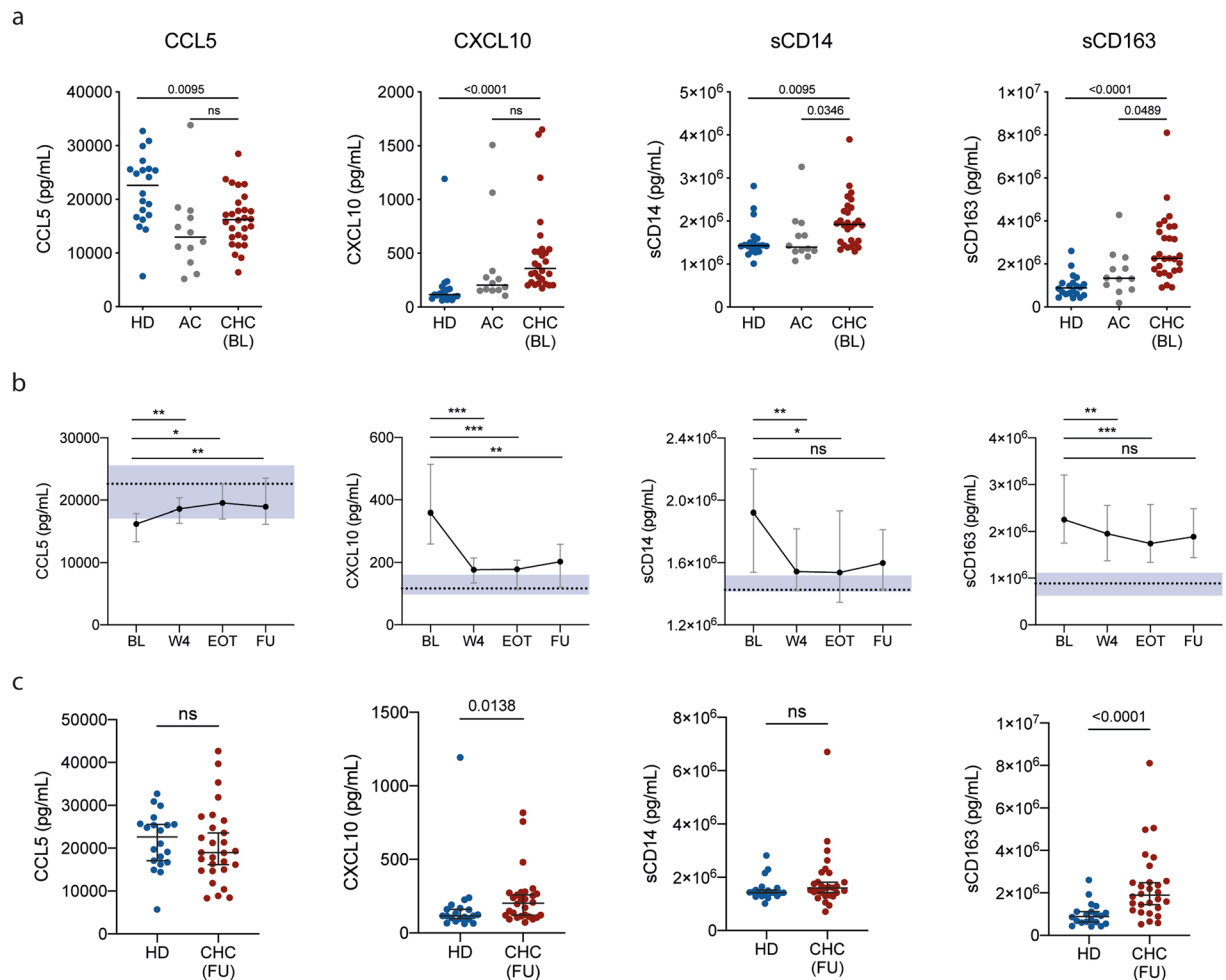 a
CCL5
CXCL10
sCD14
sCD163
0.0095
ns
CCL5 (pg/mL)
40000
30000
20000
10000
0
HD
AC
CHC
(BL)
<0.0001
ns
CXCL10 (pg/mL)
2000
1500
1000
500
0
HD
AC
CHC
(BL)
0.0095
0.0346
sCD14 (pg/mL)
5×10⁶
4×10⁶
3×10⁶
2×10⁶
1×10⁶
0
HD
AC
CHC
(BL)
<0.0001
0.0489
sCD163 (pg/mL)
1×10⁷
8×10⁶
6×10⁶
4×10⁶
2×10⁶
0
HD
AC
CHC
(BL)
b
**
*
**
CCL5 (pg/mL)
30000
20000
10000
0
BL
W4
EOT
FU
***
***
**
CXCL10 (pg/mL)
600
400
200
0
BL
W4
EOT
FU
**
*
ns
sCD14 (pg/mL)
2.4×10⁶
2.0×10⁶
1.6×10⁶
1.2×10⁶
BL
W4
EOT
FU
**
***
ns
sCD163 (pg/mL)
4×10⁶
3×10⁶
2×10⁶
1×10⁶
0
BL
W4
EOT
FU
c
ns
CCL5 (pg/mL)
50000
40000
30000
20000
10000
0
HD
CHC
(FU)
0.0138
CXCL10 (pg/mL)
1500
1000
500
0
HD
CHC
(FU)
ns
sCD14 (pg/mL)
8×10⁶
6×10⁶
4×10⁶
2×10⁶
0
HD
CHC
(FU)
<0.0001
sCD163 (pg/mL)
1×10⁷
8×10⁶
6×10⁶
4×10⁶
2×10⁶
0
HD
CHC
(FU)